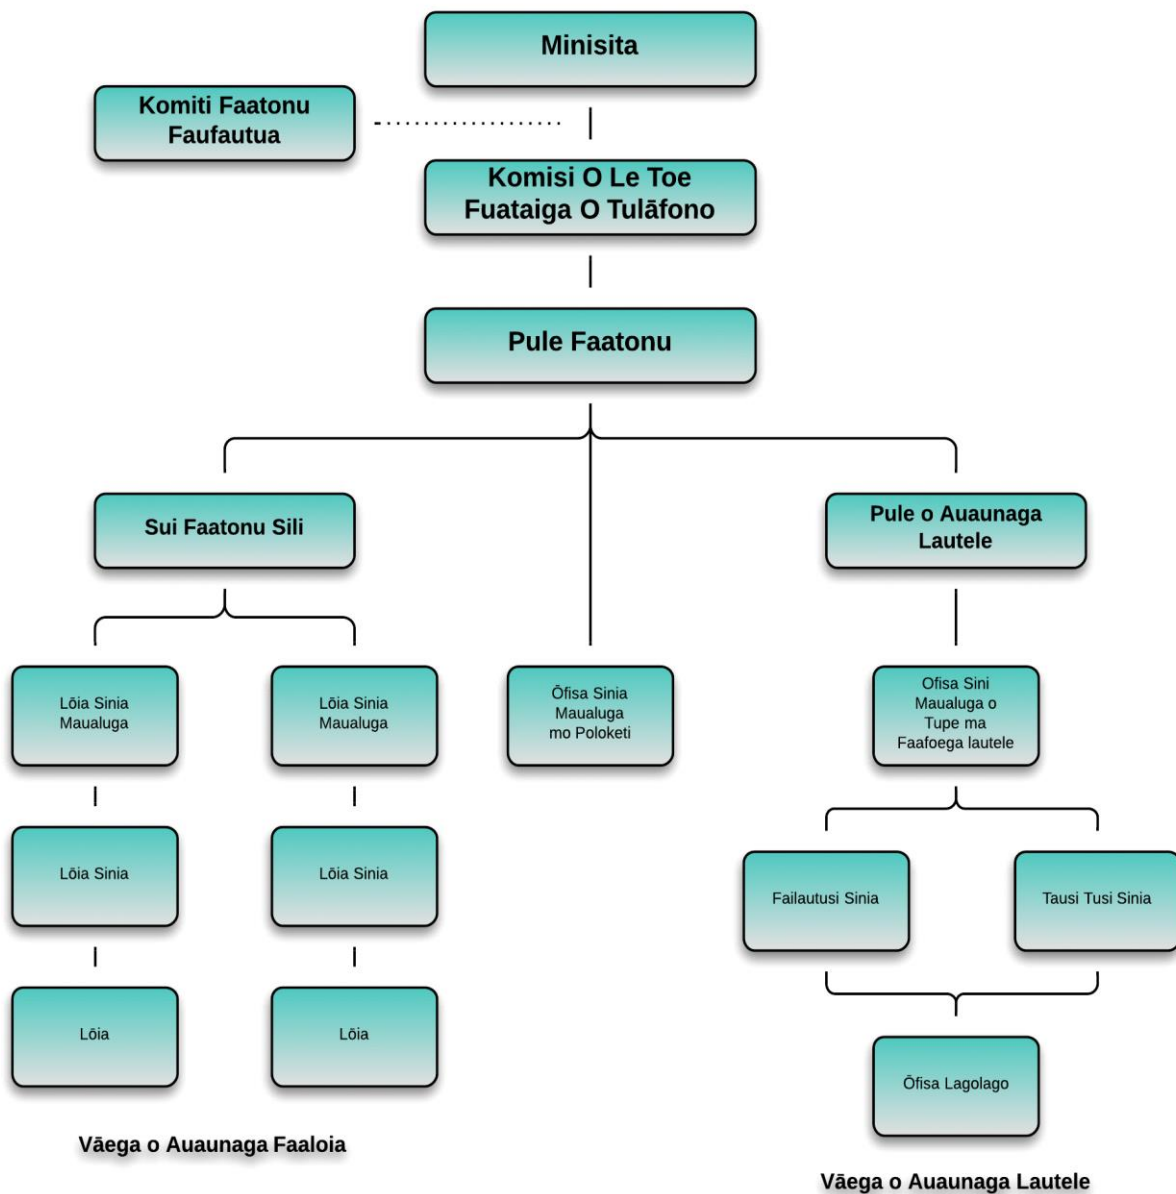 Minisita
Komiti Faatonu
Faufautua
Komisi O Le Toe
Fuataiga O Tulāfono
Pule Faatonu
Sui Faatonu Sili
Pule o Auaunaga
Lautele
Lōia Sinia
Maualuga
Lōia Sinia
Maualuga
Ōfisa Sinia
Maualuga
mo Poloketi
Ofisa Sini
Maualuga o
Tupe ma
Faafoega lautele
Lōia Sinia
Lōia Sinia
Failautusi Sinia
Tausi Tusi Sinia
Lōia
Lōia
Ōfisa Lagolago
Vāega o Auaunaga Faaloia
Vāega o Auaunaga Lautele